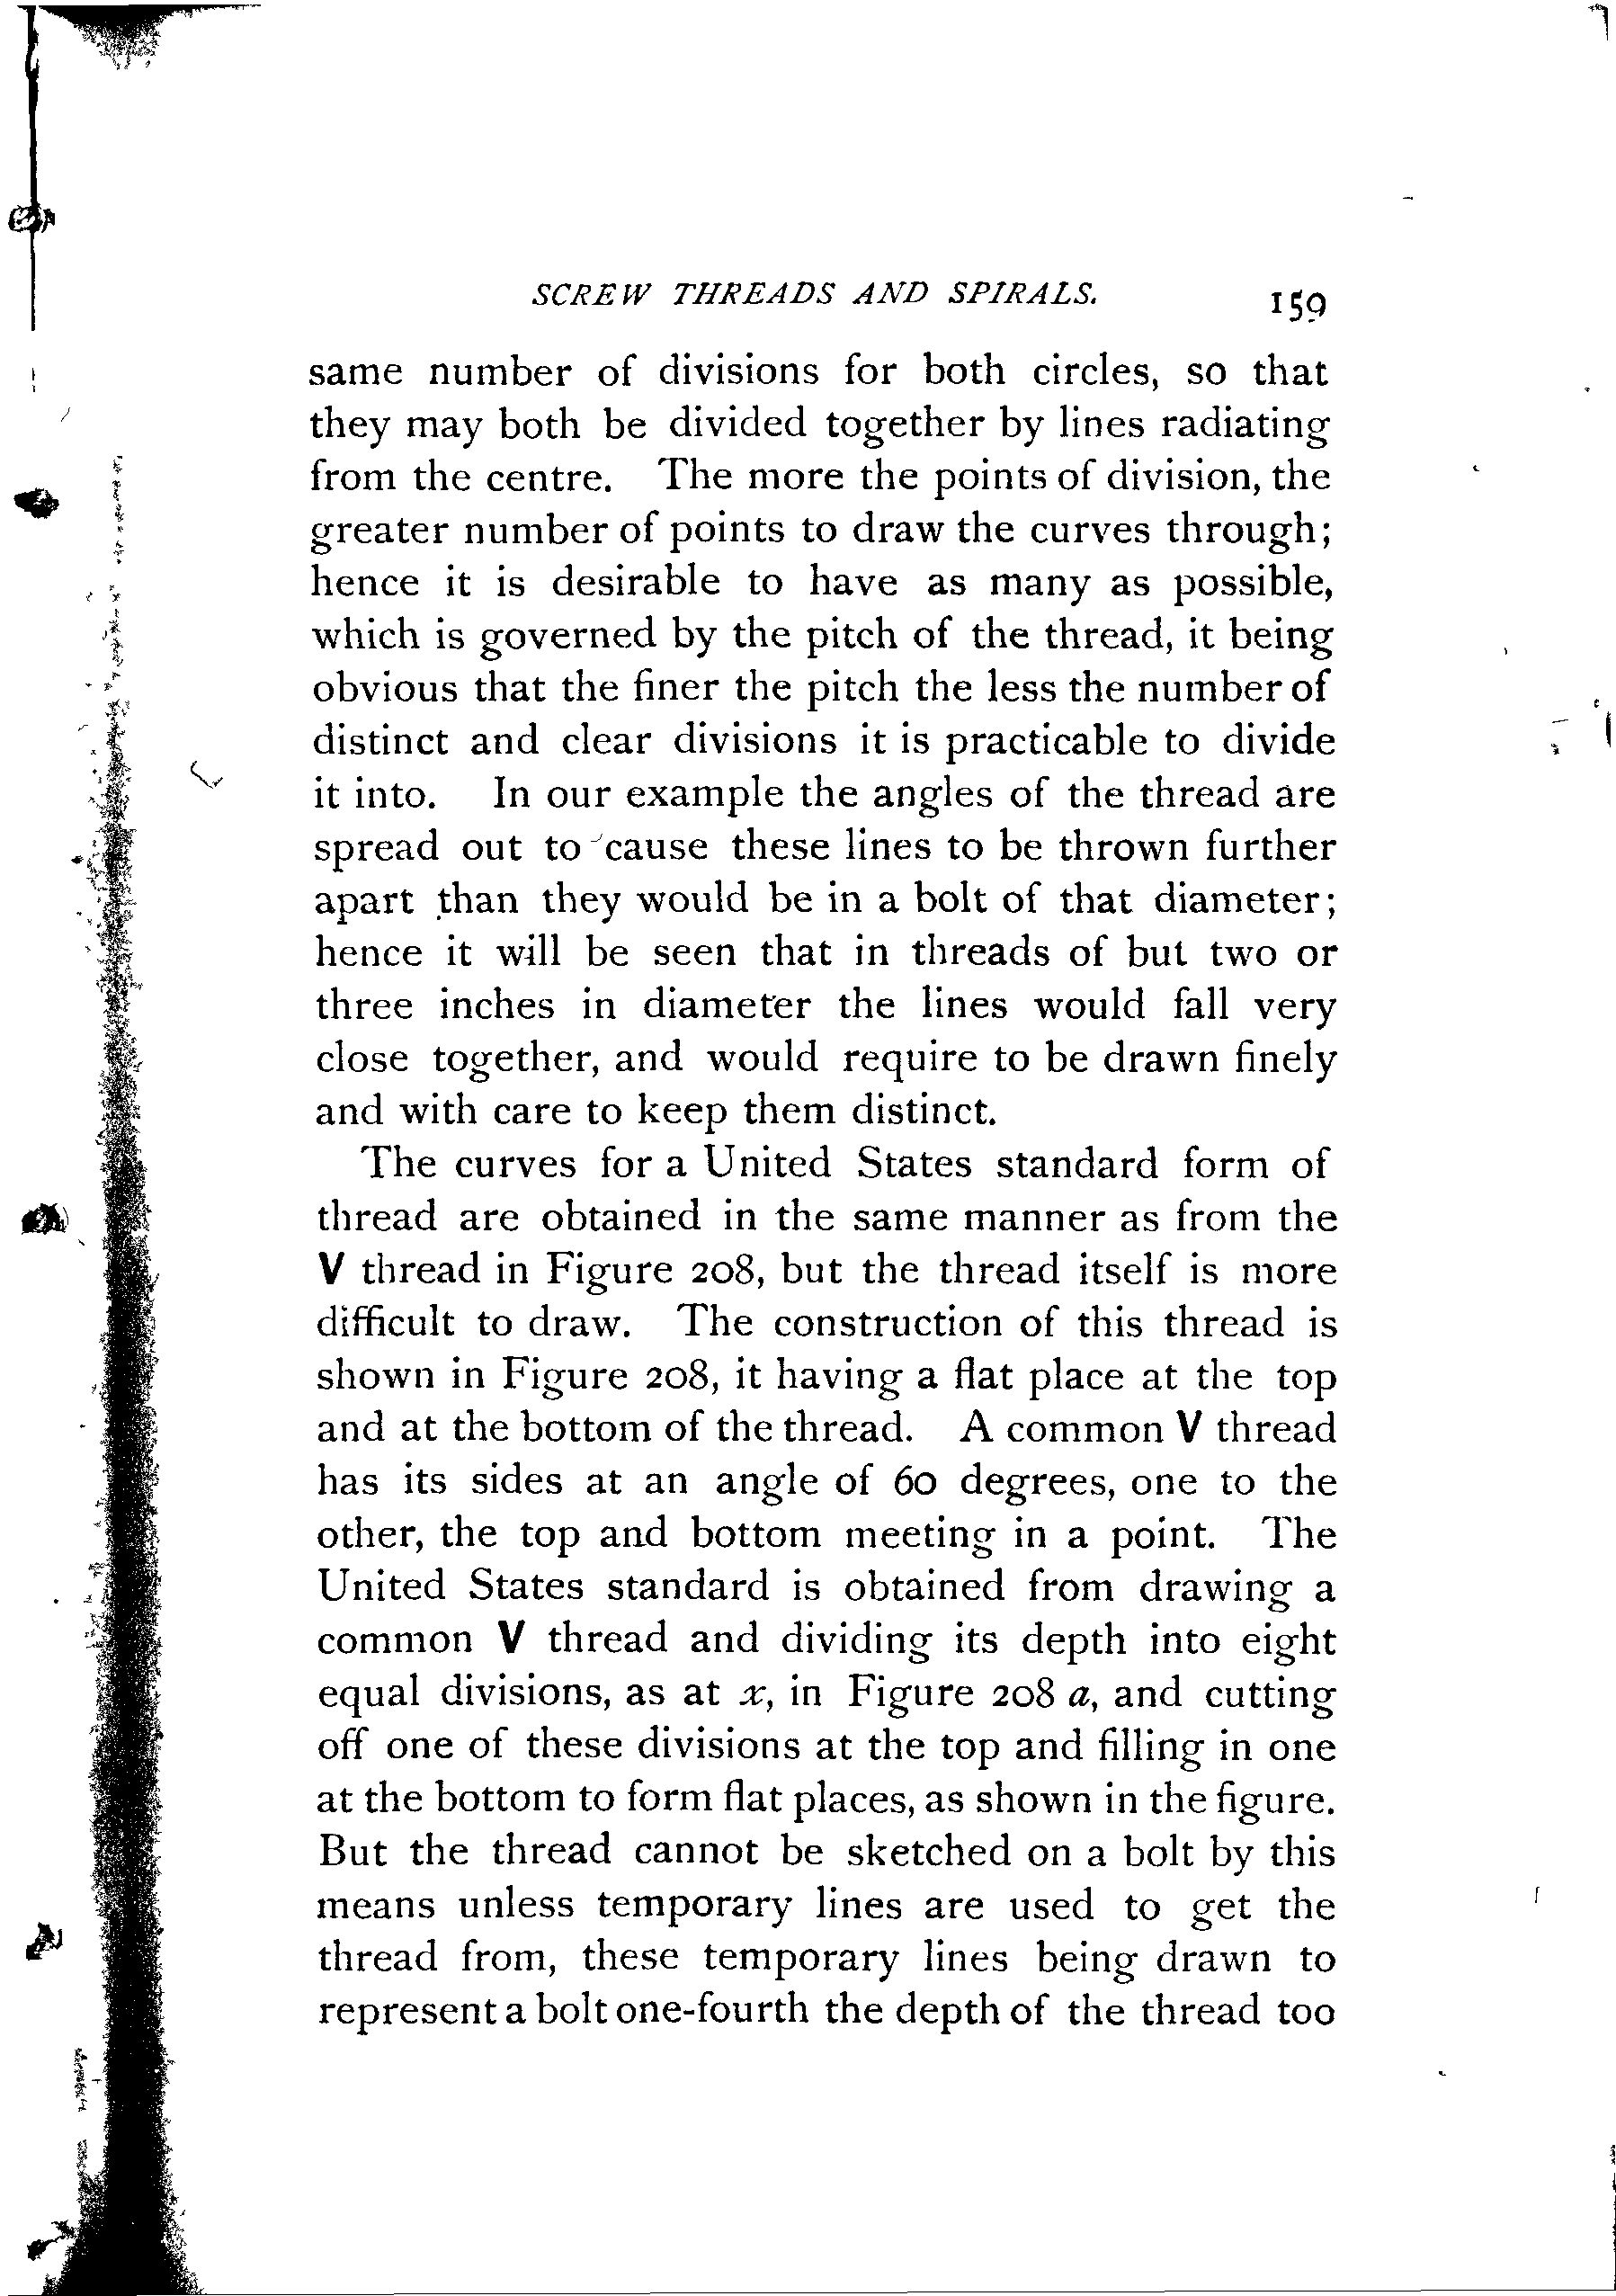 SCREW THREADS AND SPIRALS. 159
same number of divisions for both circles, so that
they may both be divided together by lines radiating
from the centre. The more the points of division, the
greater number of points to draw the curves through;
hence it is desirable to have as many as possible,
which is governed by the pitch of the thread, it being
obvious that the finer the pitch the less the number of
distinct and clear divisions it is practicable to divide
it into. In our example the angles of the thread are
spread out to cause these lines to be thrown further
apart than they would be in a bolt of that diameter;
hence it will be seen that in threads of but two or
three inches in diameter the lines would fall very
close together, and would require to be drawn finely
and with care to keep them distinct.
The curves for a United States standard form of
thread are obtained in the same manner as from the
V thread in Figure 208, but the thread itself is more
difficult to draw. The construction of this thread is
shown in Figure 208, it having a flat place at the top
and at the bottom of the thread. A common V thread
has its sides at an angle of 60 degrees, one to the
other, the top and bottom meeting in a point. The
United States standard is obtained from drawing a
common V thread and dividing its depth into eight
equal divisions, as at x, in Figure 208 a, and cutting
off one of these divisions at the top and filling in one
at the bottom to form flat places, as shown in the figure.
But the thread cannot be sketched on a bolt by this
means unless temporary lines are used to get the
thread from, these temporary lines being drawn to
represent a bolt one-fourth the depth of the thread too